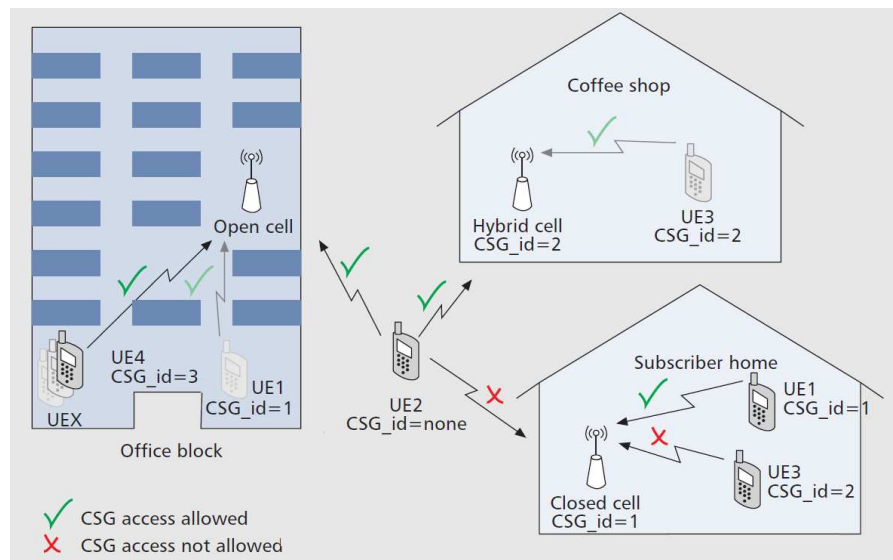 Coffee shop
Open cell
Hybrid cell
CSG_id=2
UE3
CSG_id=2
UE4
CSG_id=3
UEX
UE1
CSG_id=1
Office block
UE2
CSG_id=none
Subscriber home
UE1
CSG_id=1
UE3
CSG_id=2
Closed cell
CSG_id=1
CSG access allowed
CSG access not allowed